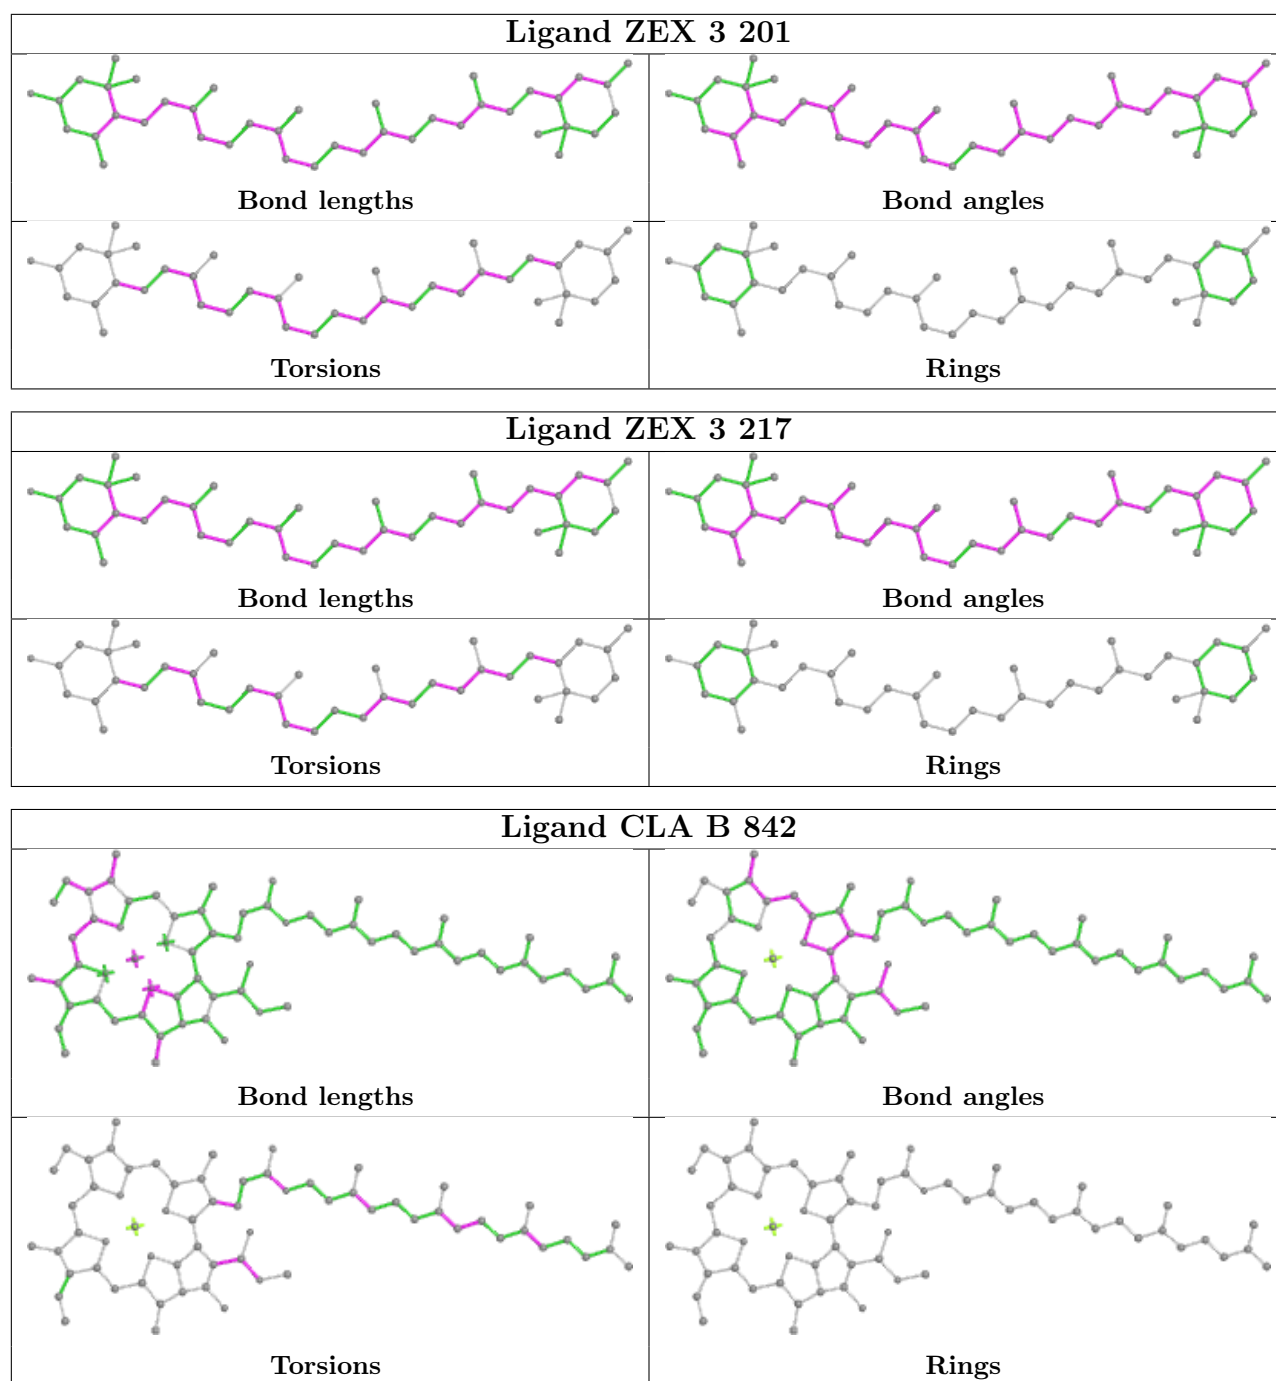 Ligand ZEX 3 201
Bond lengths
Bond angles
Torsions
Rings
Ligand ZEX 3 217
Bond lengths
Bond angles
Torsions
Rings
Ligand CLA B 842
Bond lengths
Bond angles
Torsions
Rings